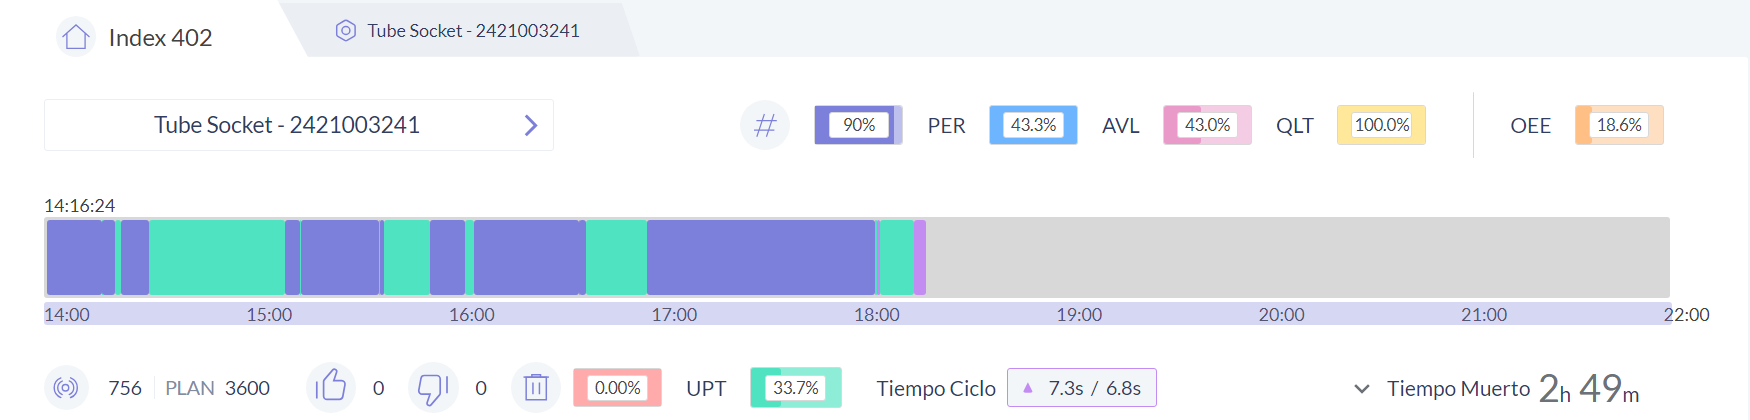 Index 402
Tube Socket - 2421003241
Tube Socket - 2421003241
# 90% PER 43.3% AVL 43.0% QLT 100.0% OEE 18.6%
14:16:24
14:00 15:00 16:00 17:00 18:00 19:00 20:00 21:00 22:00
756 PLAN 3600 0 0 0.00% UPT 33.7% Tiempo Ciclo ▲ 7.3s / 6.8s Tiempo Muerto 2h 49m